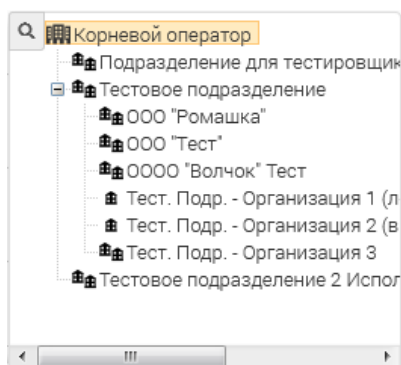 Корневой оператор
Подразделение для тестировщик
Тестовое подразделение
ООО "Ромашка"
ООО "Тест"
ОООО "Волчок" Тест
Тест. Подр. - Организация 1 (л
Тест. Подр. - Организация 2 (в
Тест. Подр. - Организация 3
Тестовое подразделение 2 Испол